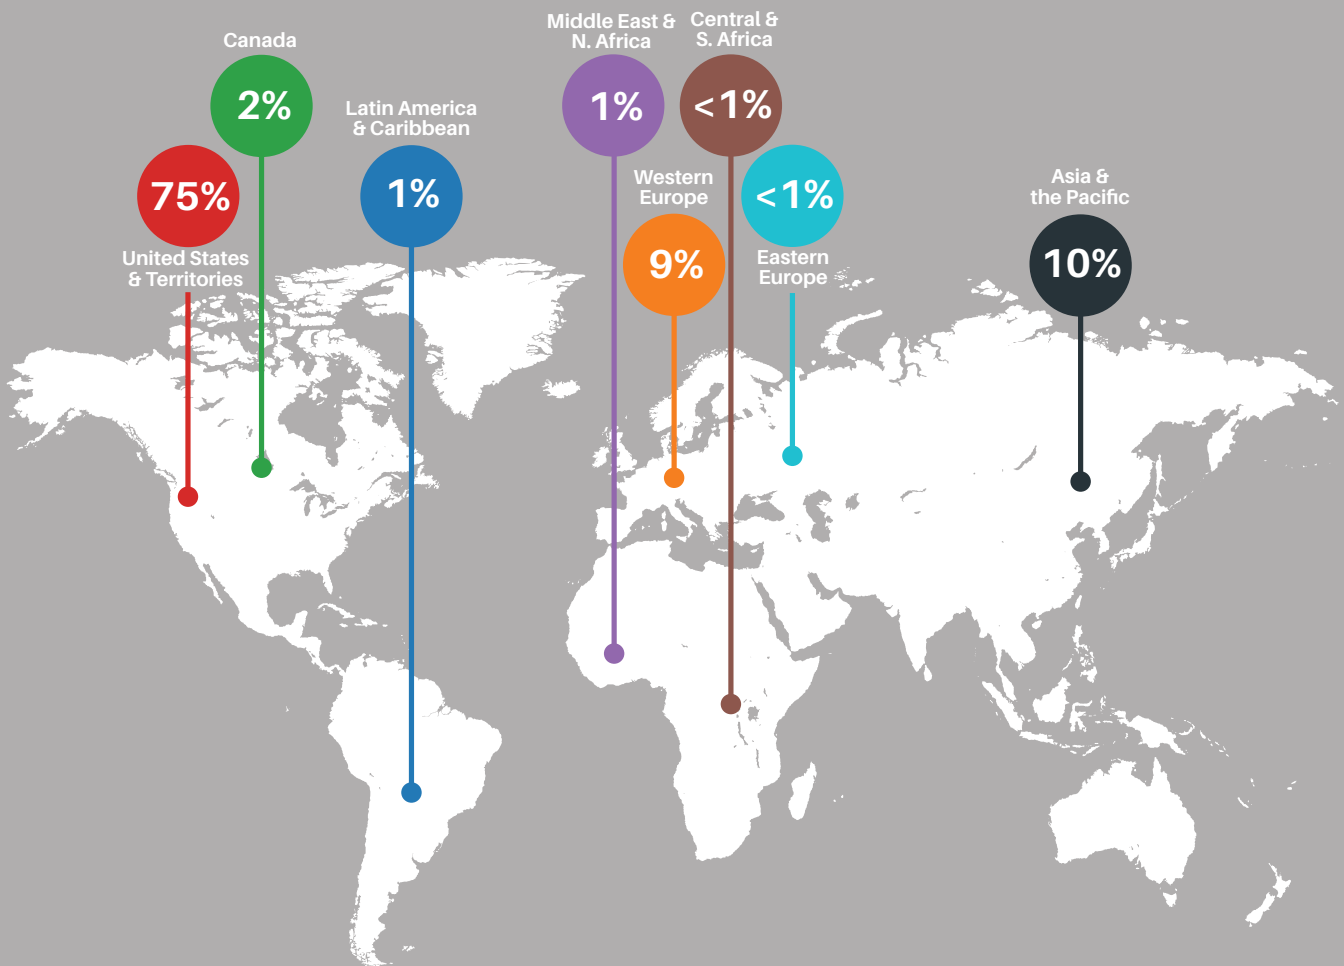 Canada
2%
Latin America
& Caribbean
1%
75%
United States
& Territories
Middle East &
N. Africa
1%
Central &
S. Africa
<1%
Western
Europe
9%
<1%
Eastern
Europe
Asia &
the Pacific
10%